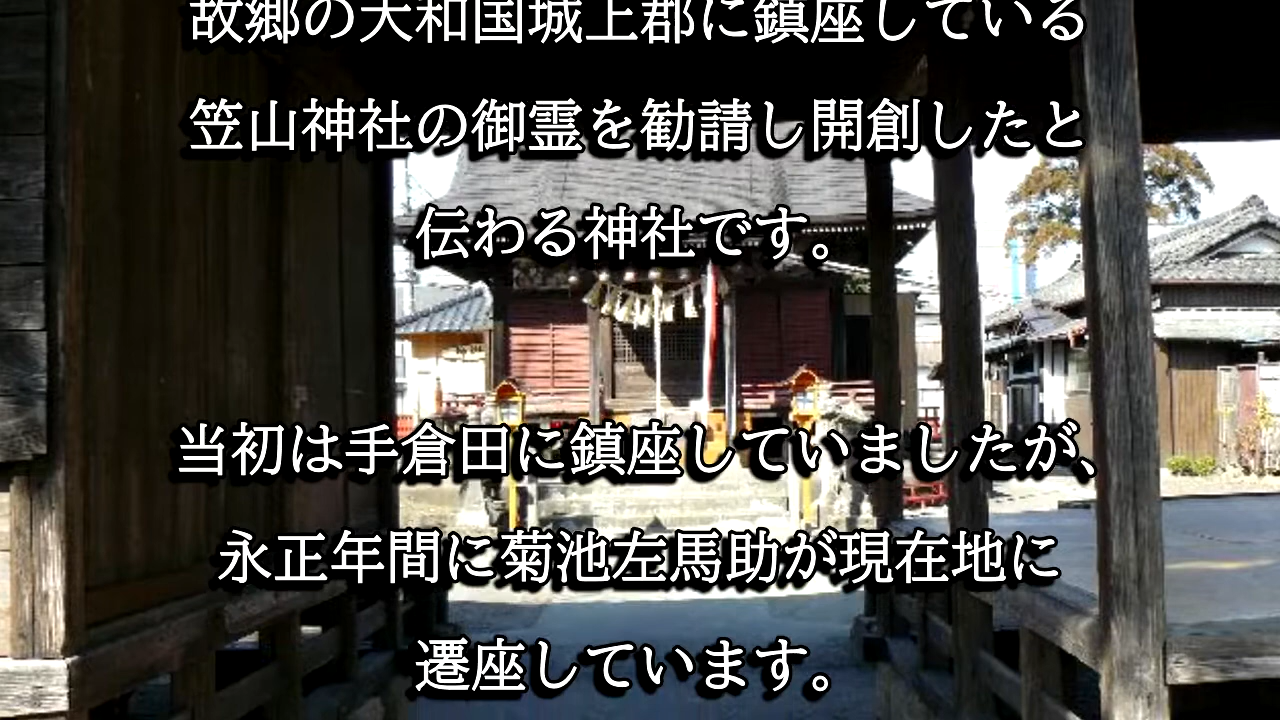 故郷の大和国城上郡に鎮座している
笠山神社の御霊を勧請し開創したと
伝わる神社です。
当初は手倉田に鎮座していましたが、
永正年間に菊池左馬助が現在地に
遷座しています。